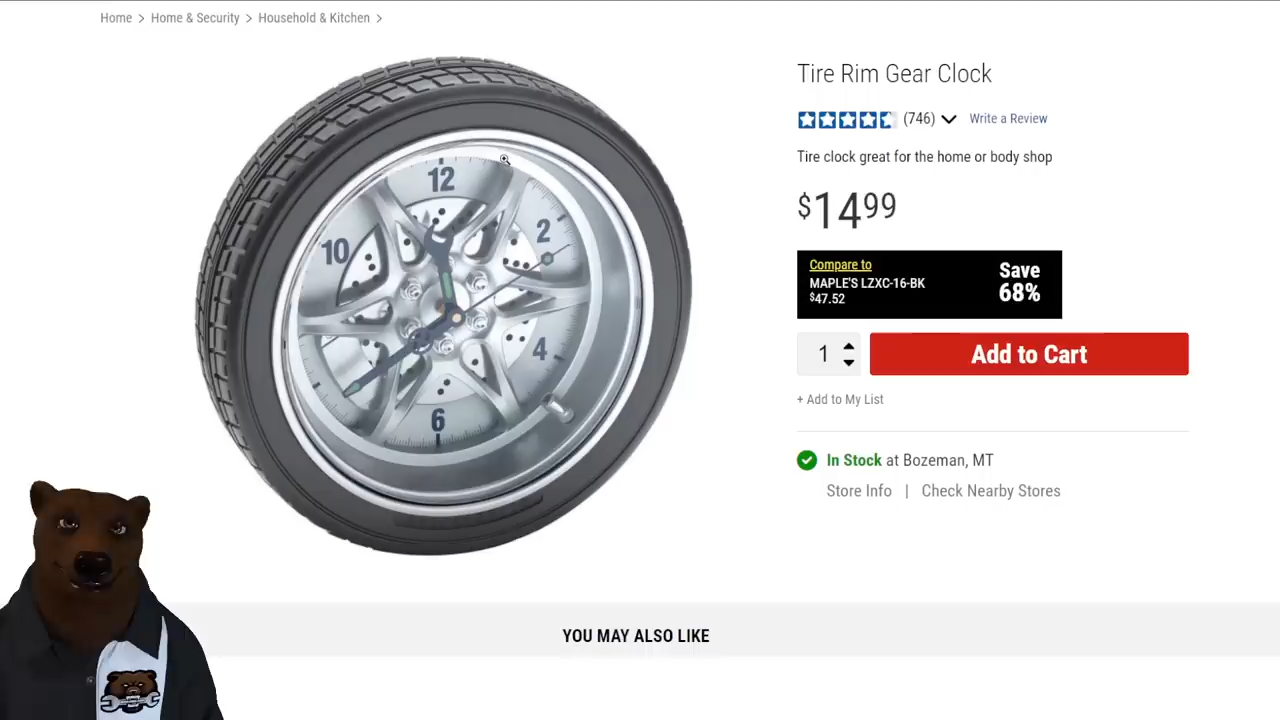 Home > Home & Security > Household & Kitchen >
Tire Rim Gear Clock
(746) Write a Review
Tire clock great for the home or body shop
$14 99
Compare to
MAPLE'S LZXC-16-BK
$47.52
Save
68%
1
Add to Cart
+ Add to My List
In Stock at Bozeman, MT
Store Info | Check Nearby Stores
12
10
2
4
6
YOU MAY ALSO LIKE